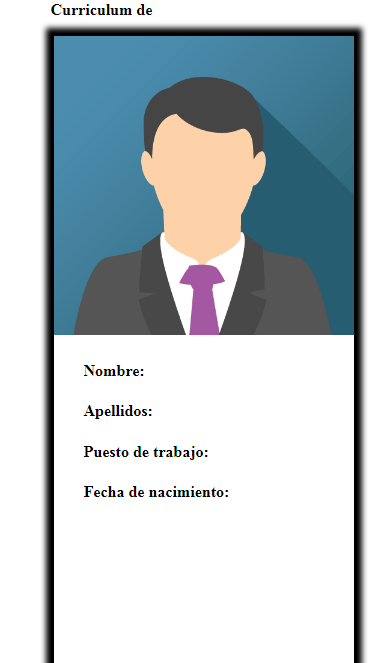 Curriculum de
Nombre:
Apellidos:
Puesto de trabajo:
Fecha de nacimiento: